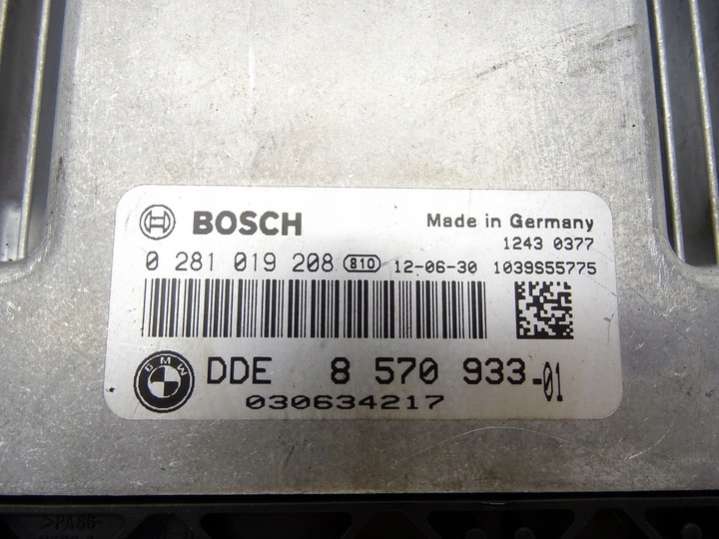 BOSCH Made in Germany
1243 0377
0 281 019 208 810 12-06-30 1039S55775
BMW DDE 8 570 933-01
030634217